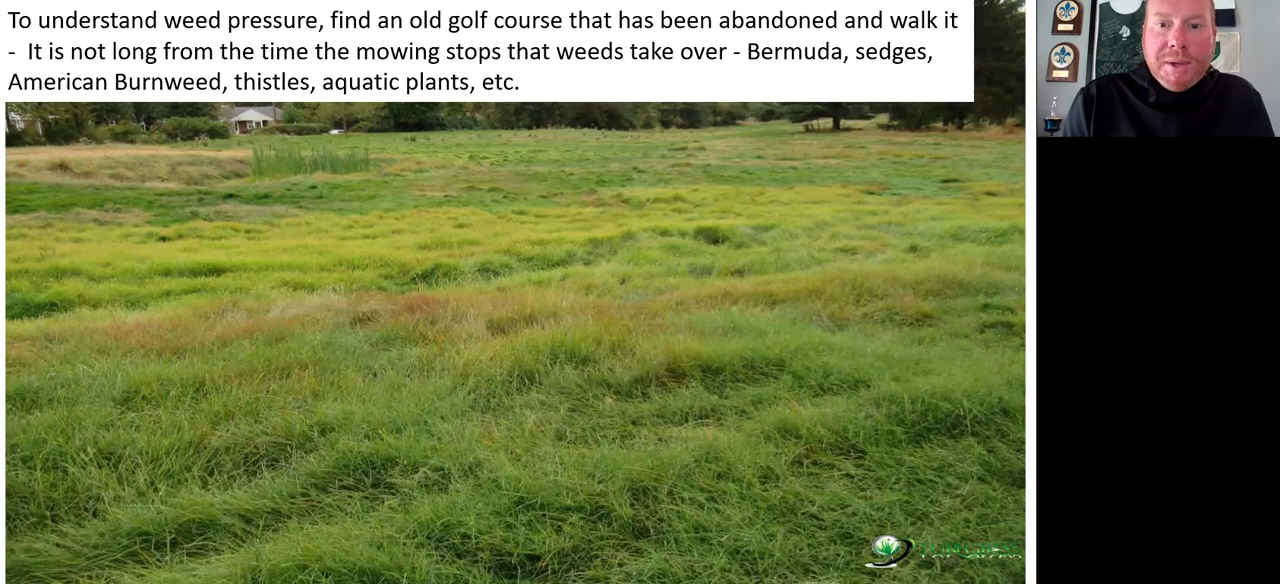 To understand weed pressure, find an old golf course that has been abandoned and walk it
- It is not long from the time the mowing stops that weeds take over - Bermuda, sedges,
American Burnweed, thistles, aquatic plants, etc.